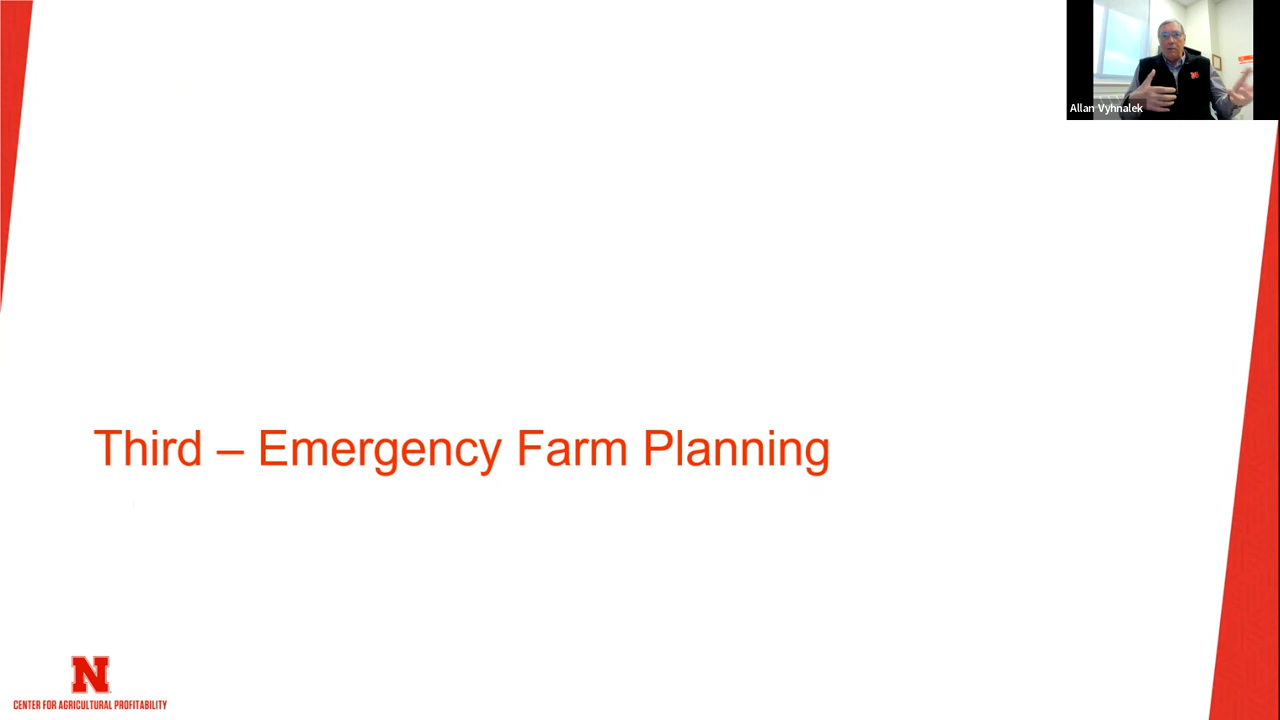 Allan Vyhnalek
Third – Emergency Farm Planning
N
CENTER FOR AGRICULTURAL PROFITABILITY